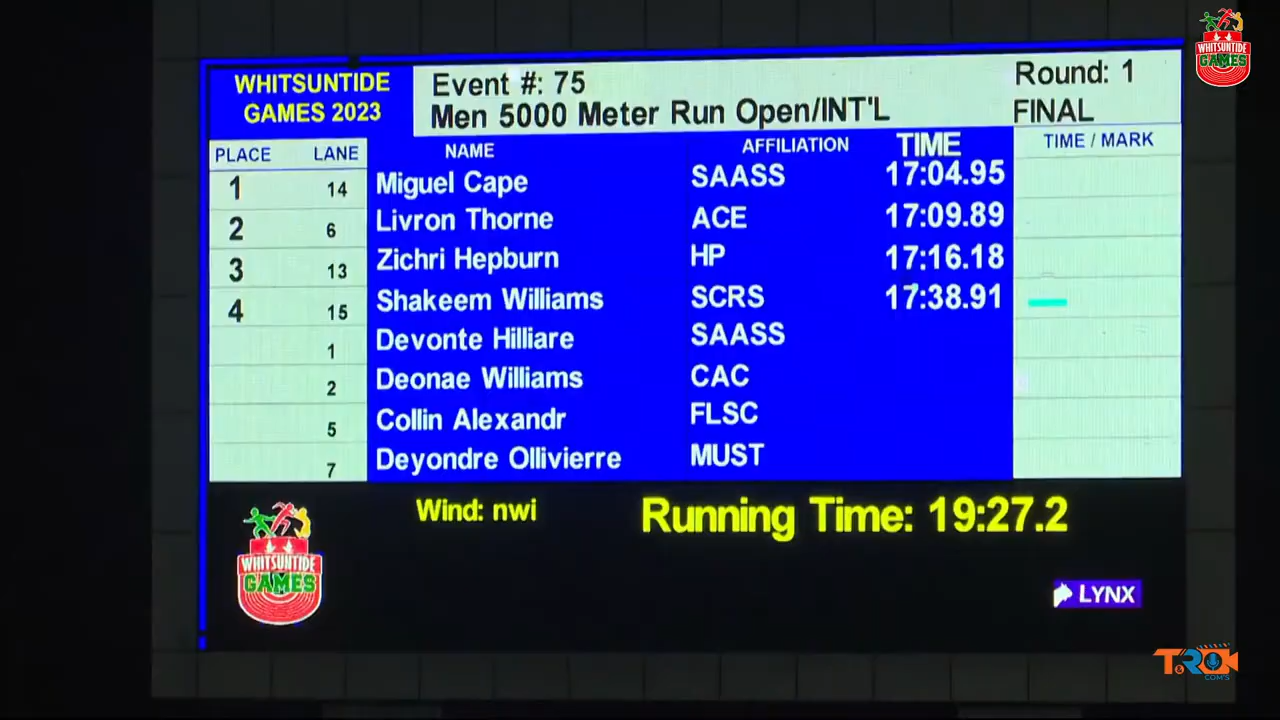 WHITSUNTIDE
GAMES
WHITSUNTIDE
GAMES 2023
Event #: 75
Men 5000 Meter Run Open/INT'L
Round: 1
FINAL
PLACE LANE NAME AFFILIATION TIME TIME / MARK
1 14 Miguel Cape SAASS 17:04.95
2 6 Livron Thorne ACE 17:09.89
3 13 Zichri Hepburn HP 17:16.18
4 15 Shakeem Williams SCRS 17:38.91
1 Devonte Hilliare SAASS
2 Deonae Williams CAC
5 Collin Alexandr FLSC
7 Deyondre Ollivierre MUST
Wind: nwi Running Time: 19:27.2
WHITSUNTIDE
GAMES
LYNX
T&RO
COM'S